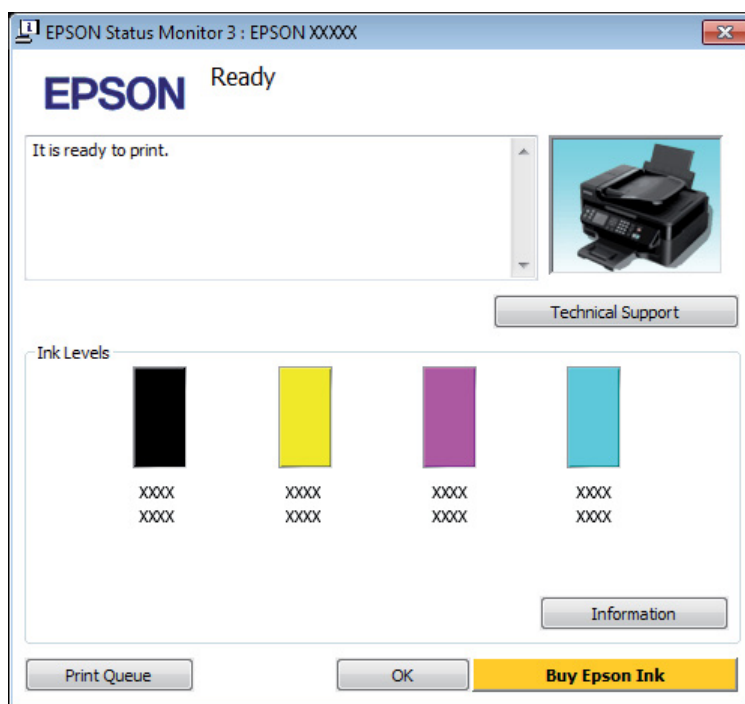 EPSON Status Monitor 3 : EPSON XXXXX
EPSON
Ready
It is ready to print.
Technical Support
Ink Levels
XXXX XXXX XXXX XXXX
XXXX XXXX XXXX XXXX
Information
Print Queue OK Buy Epson Ink